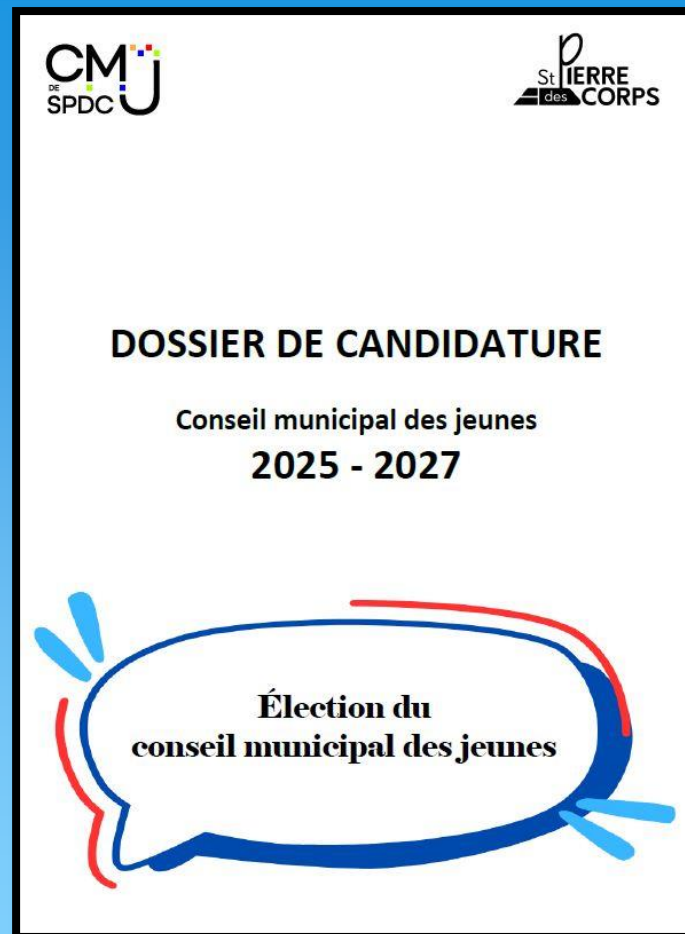 CMJ
DE
SPDC
St PIERRE
des CORPS
DOSSIER DE CANDIDATURE
Conseil municipal des jeunes
2025 - 2027
Élection du
conseil municipal des jeunes